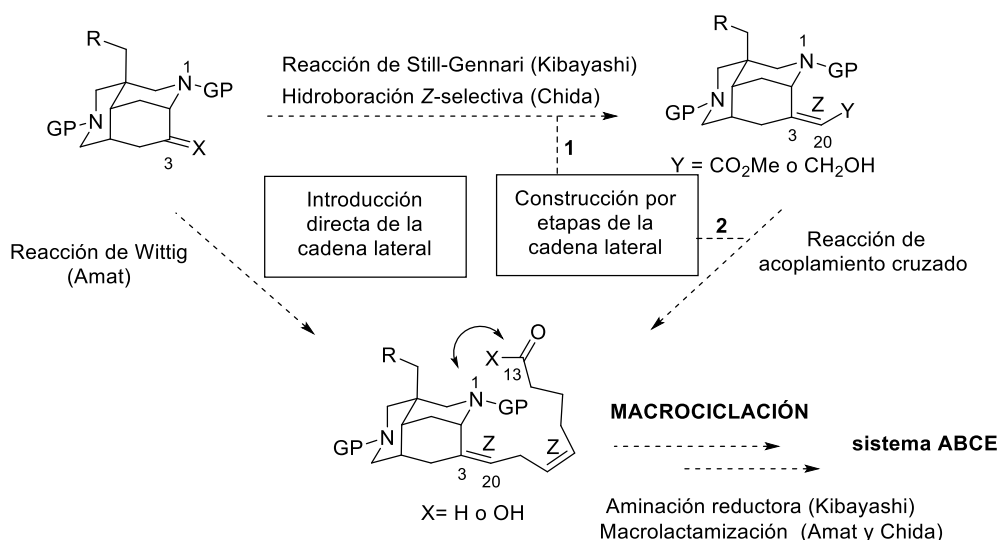 R
1
N
GP
N
GP
X
3
Reacción de Still-Gennari (Kibayashi)
Hidroboración Z-selectiva (Chida)
1
R
1
N
GP
N
GP
Z
Y
3
20
Y = CO2Me o CH2OH
Introducción
directa de la
cadena lateral
Construcción por
etapas de la
cadena lateral
2
Reacción de Wittig
(Amat)
Reacción de
acoplamiento cruzado
O
R
X
13
1
N
GP
N
GP
Z
Z
3
20
X= H o OH
MACROCICLACIÓN
sistema ABCE
Aminación reductora (Kibayashi)
Macrolactamización (Amat y Chida)